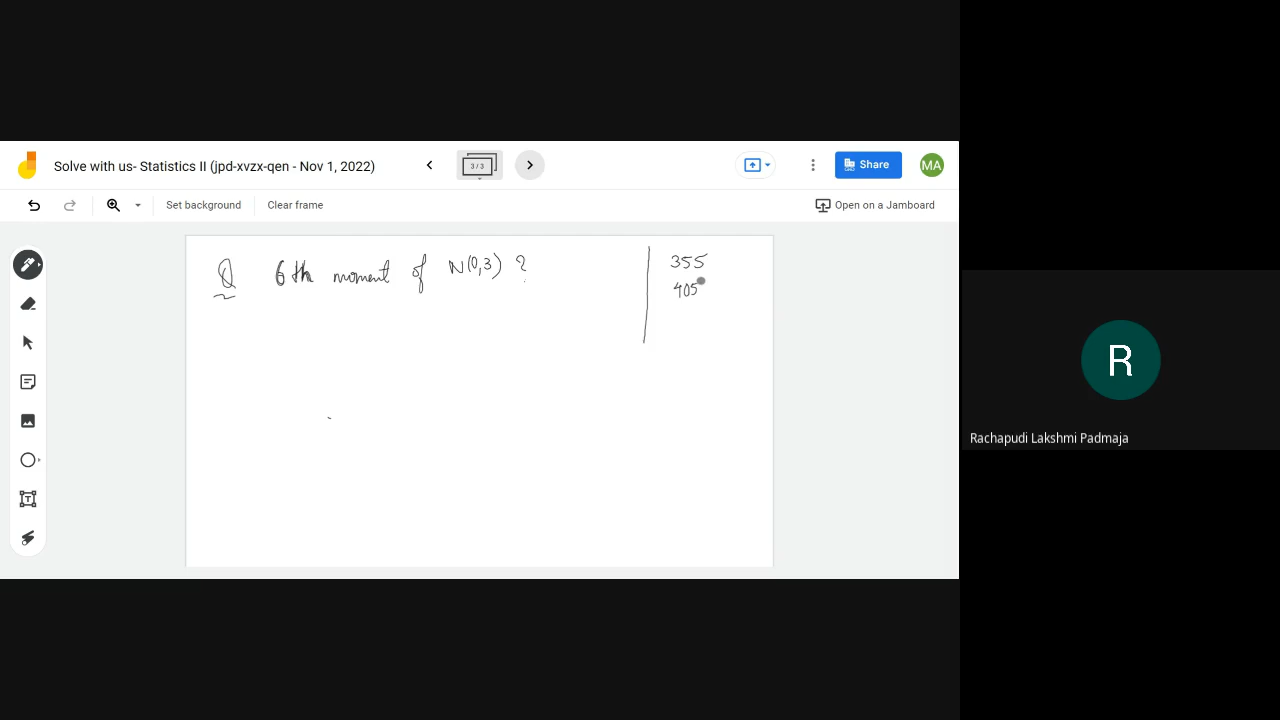 Solve with us- Statistics II (jpd-xvzx-qen - Nov 1, 2022)
3 / 3
Share
MA
Set background
Clear frame
Open on a Jamboard
Q 6th moment of N(0,3) ?
355
405
R
Rachapudi Lakshmi Padmaja